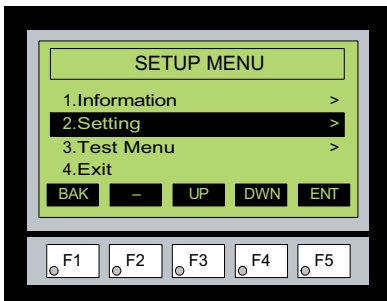 SETUP MENU
1.Information >
2.Setting >
3.Test Menu >
4.Exit
BAK – UP DWN ENT
F1 F2 F3 F4 F5